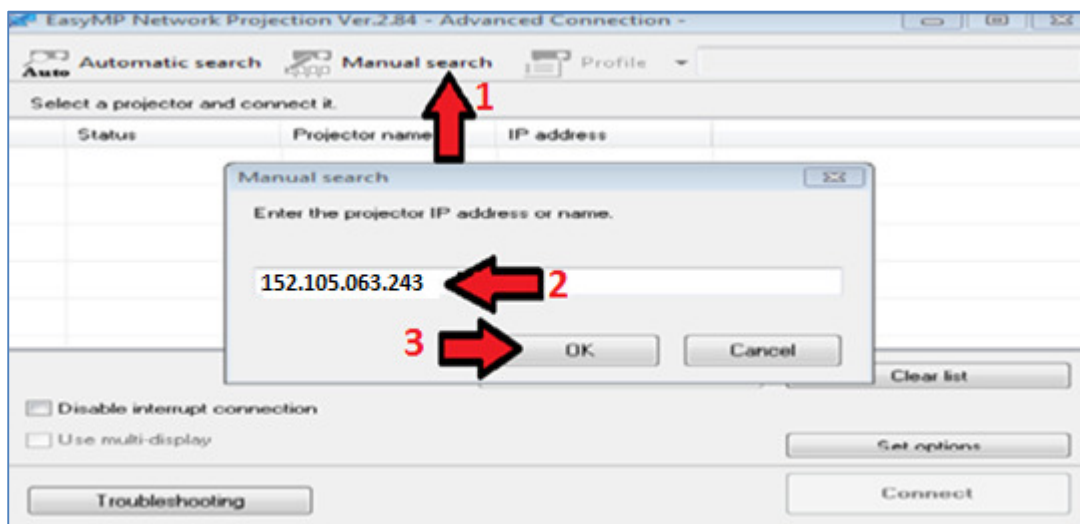 EasyMP Network Projection Ver.2.84 - Advanced Connection -
Auto Automatic search Manual search Profile
1
Select a projector and connect it.
Status Projector name IP address
Manual search
Enter the projector IP address or name.
152.105.063.243 2
3 OK Cancel
Clear list
Disable interrupt connection
Use multi-display
Set options
Troubleshooting Connect